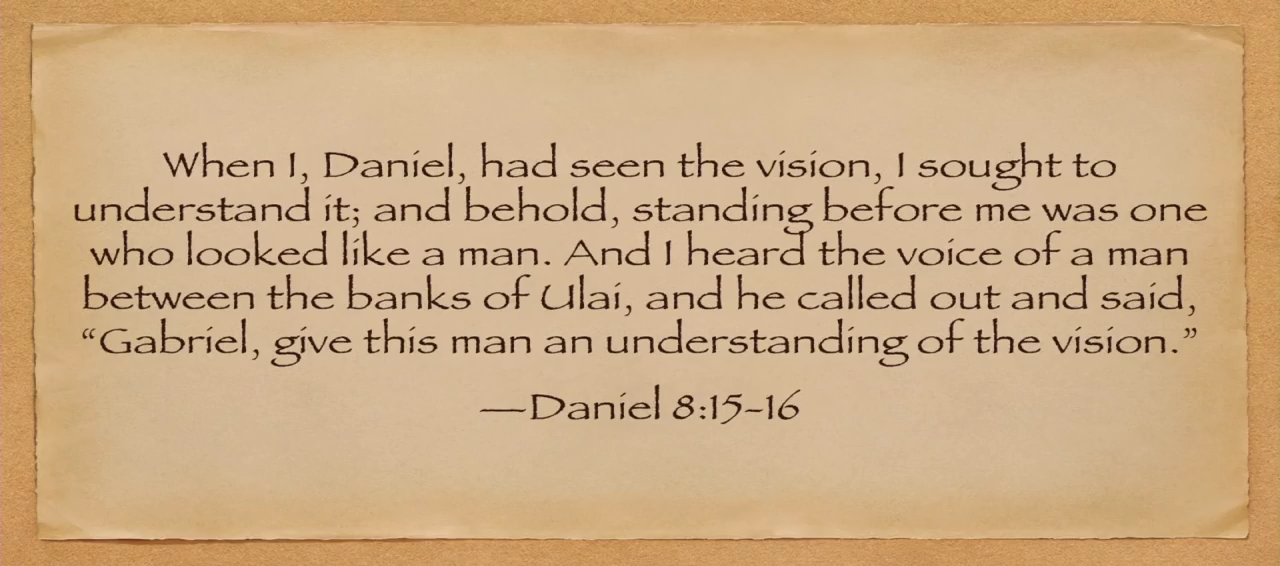 When I, Daniel, had seen the vision, I sought to
understand it; and behold, standing before me was one
who looked like a man. And I heard the voice of a man
between the banks of Ulai, and he called out and said,
“Gabriel, give this man an understanding of the vision.”
—Daniel 8:15-16